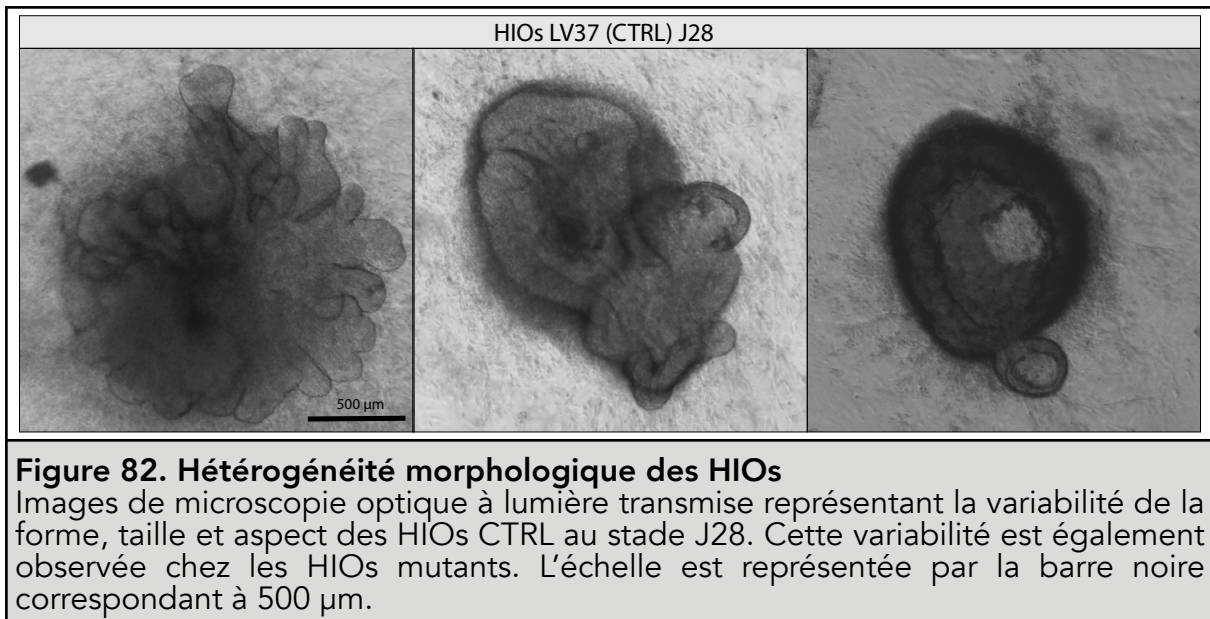 HIOs LV37 (CTRL) J28
500 µm
Figure 82. Hétérogénéité morphologique des HIOs
Images de microscopie optique à lumière transmise représentant la variabilité de la
forme, taille et aspect des HIOs CTRL au stade J28. Cette variabilité est également
observée chez les HIOs mutants. L’échelle est représentée par la barre noire
correspondant à 500 µm.